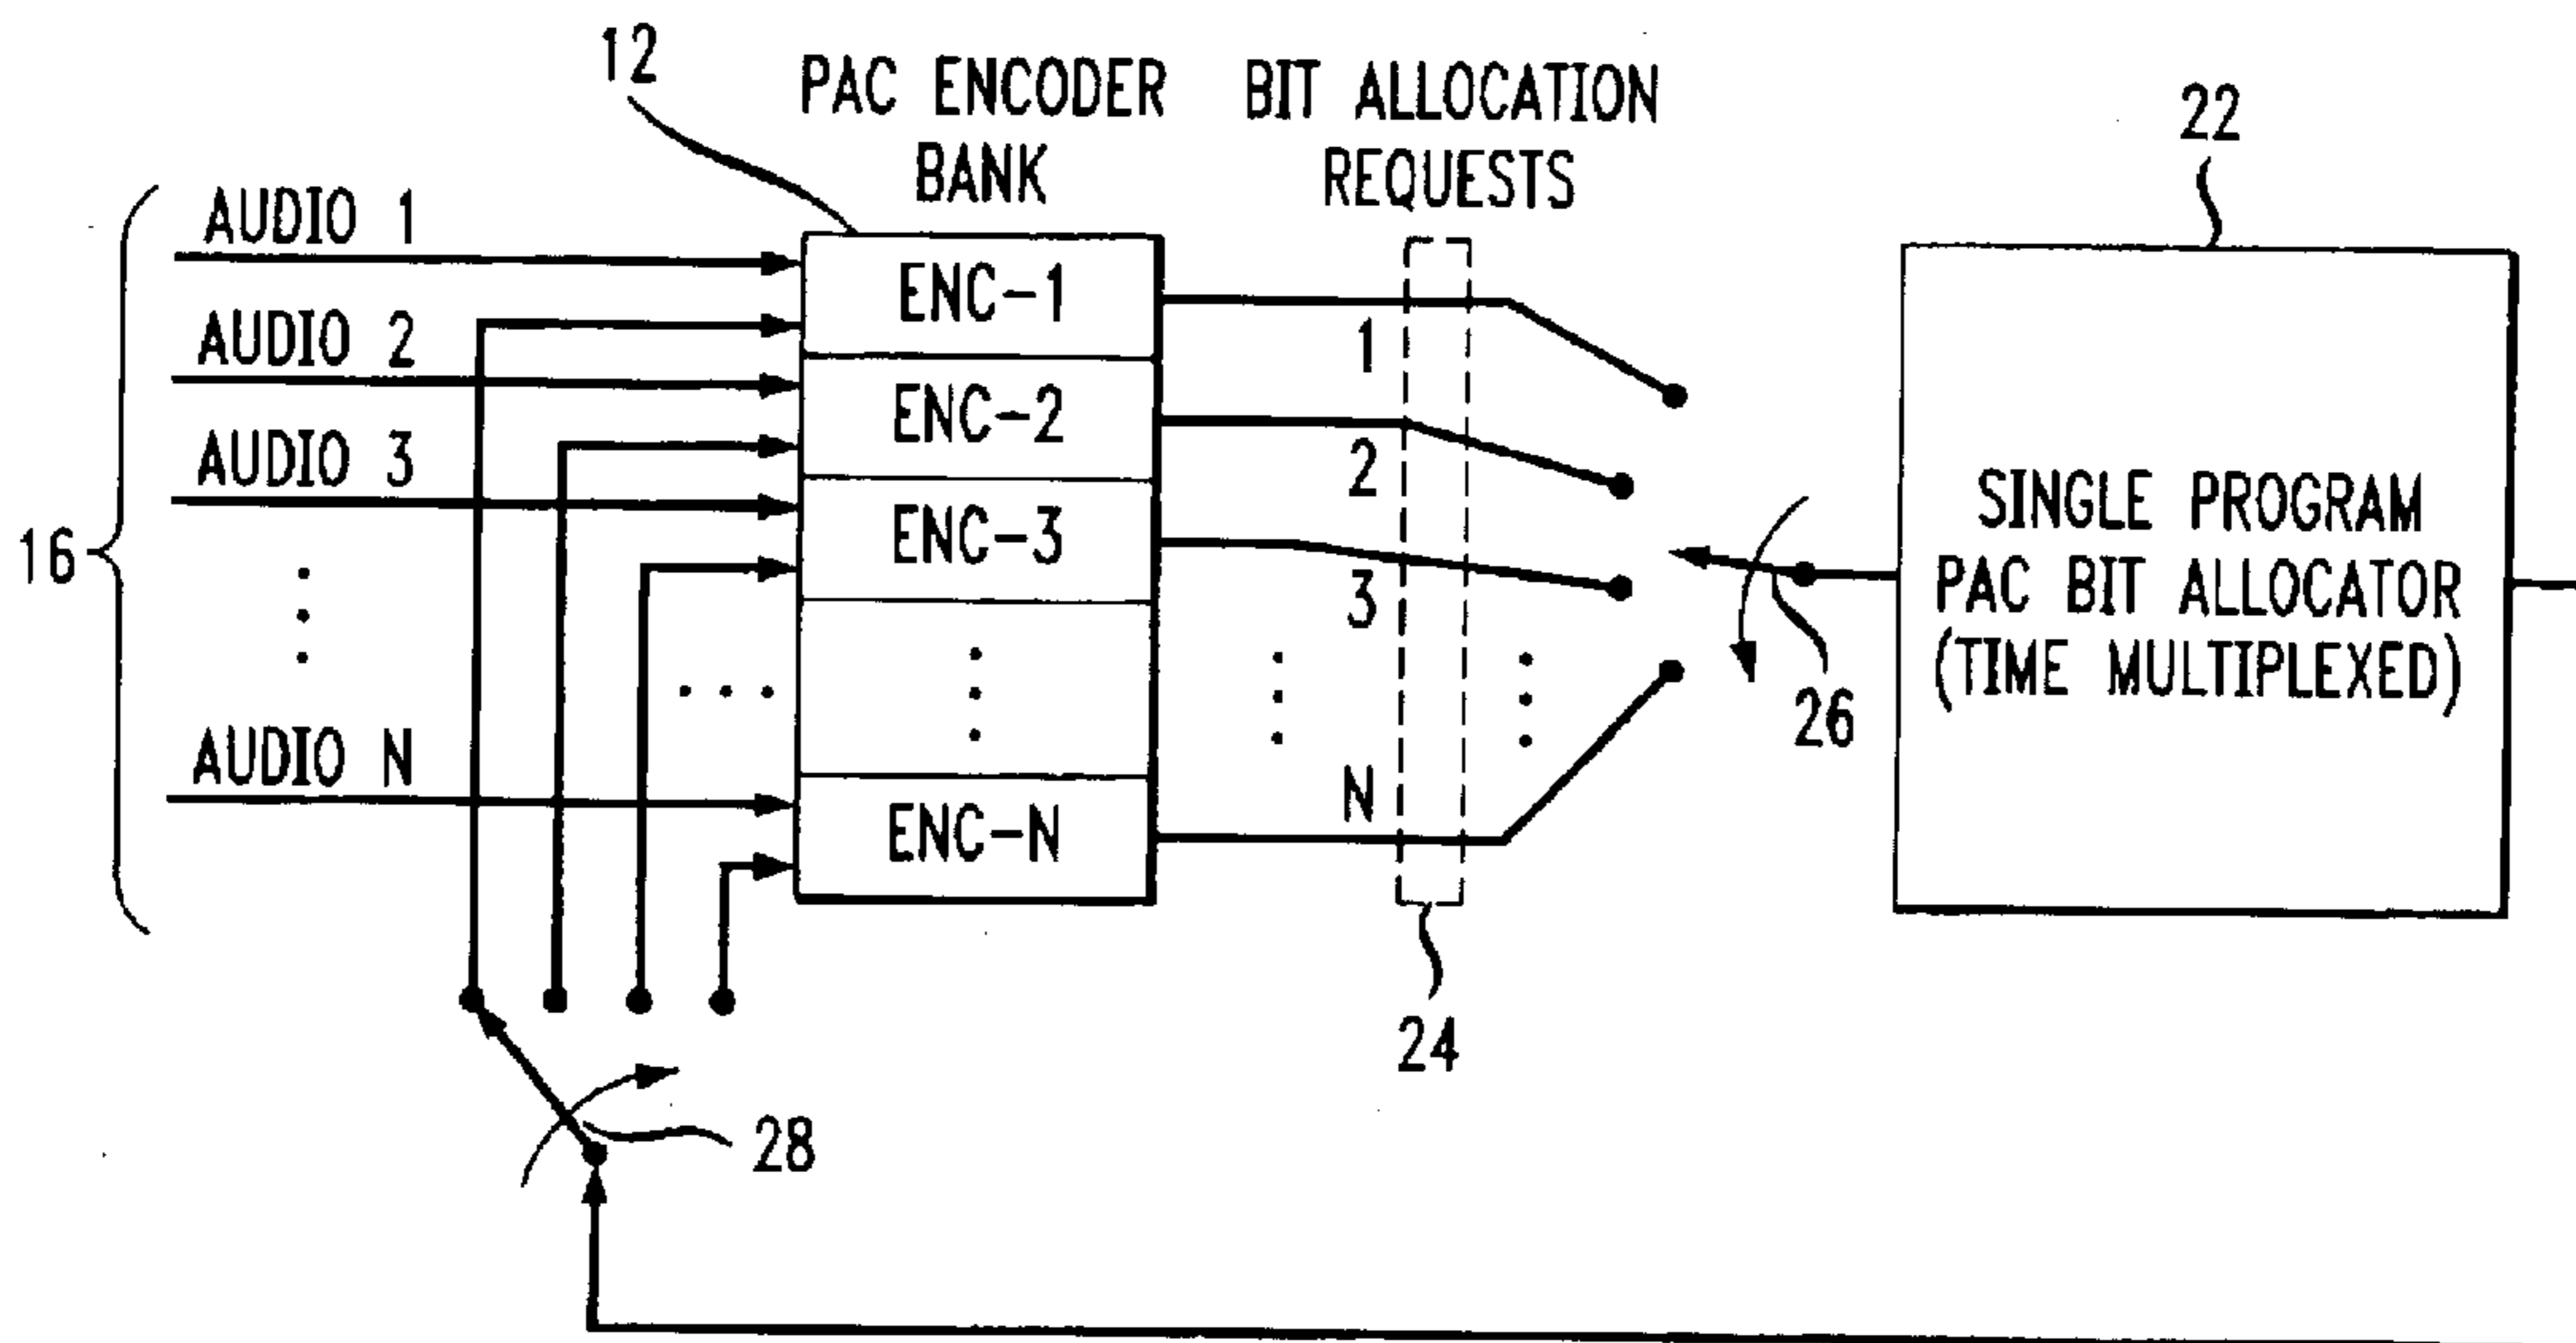 12
PAC ENCODER
BANK
BIT ALLOCATION
REQUESTS
22
AUDIO 1
AUDIO 2
AUDIO 3
AUDIO N
16
ENC-1
ENC-2
ENC-3
ENC-N
1
2
3
N
24
26
SINGLE PROGRAM
PAC BIT ALLOCATOR
(TIME MULTIPLEXED)
28